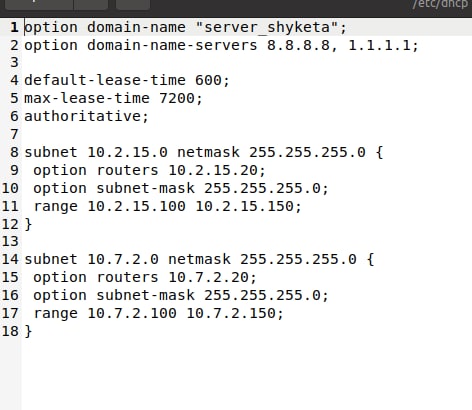 /etc/dhcp
1 option domain-name "server_shyketa";
2 option domain-name-servers 8.8.8.8, 1.1.1.1;
3
4 default-lease-time 600;
5 max-lease-time 7200;
6 authoritative;
7
8 subnet 10.2.15.0 netmask 255.255.255.0 {
9  option routers 10.2.15.20;
10  option subnet-mask 255.255.255.0;
11  range 10.2.15.100 10.2.15.150;
12 }
13
14 subnet 10.7.2.0 netmask 255.255.255.0 {
15  option routers 10.7.2.20;
16  option subnet-mask 255.255.255.0;
17  range 10.7.2.100 10.7.2.150;
18 }